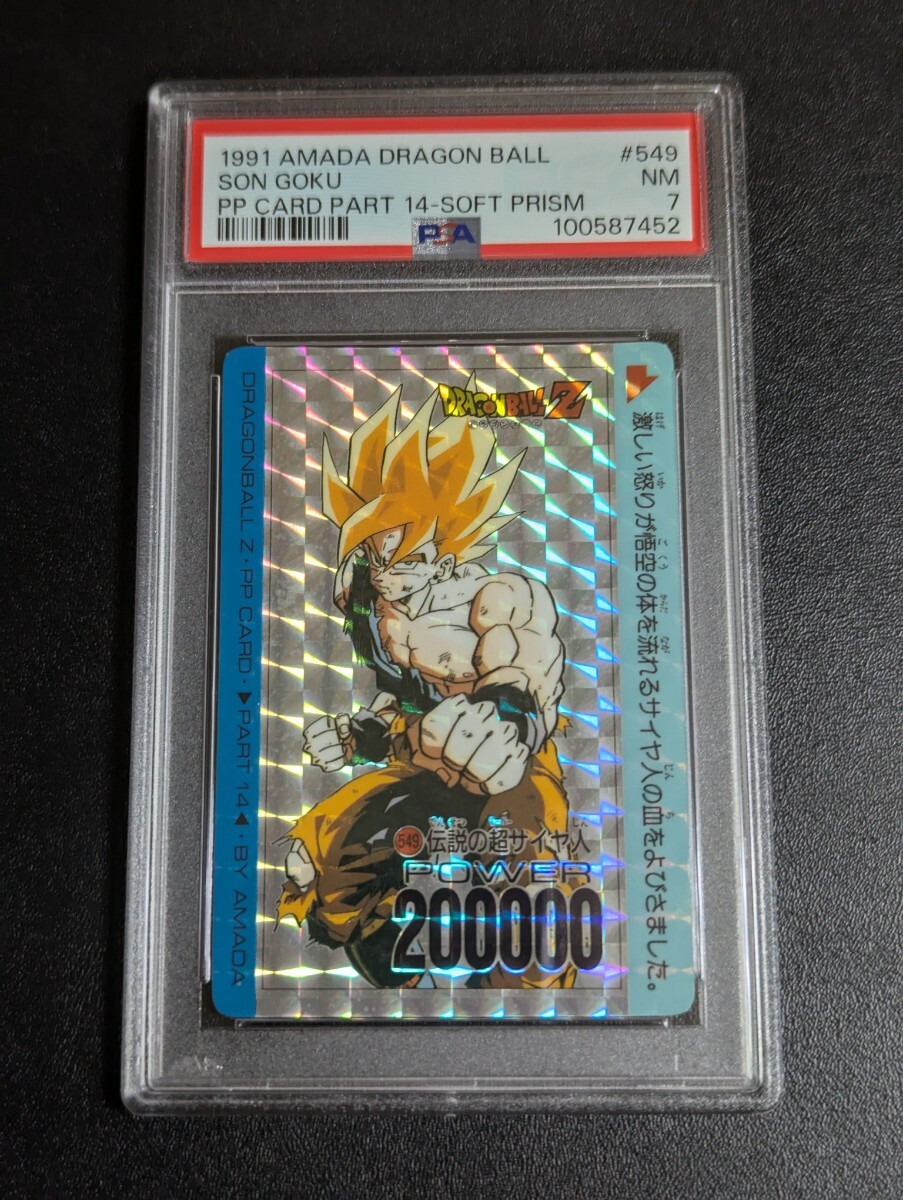 1991 AMADA DRAGON BALL #549
SON GOKU NM
PP CARD PART 14-SOFT PRISM 7
PSA 100587452
DRAGONBALL Z
激しい怒りが悟空の体を流れるサイヤ人の血をよびさました。
DRAGONBALL Z・PP CARD・▶PART 14◀・BY AMADA
549 伝説の超サイヤ人
POWER
200000